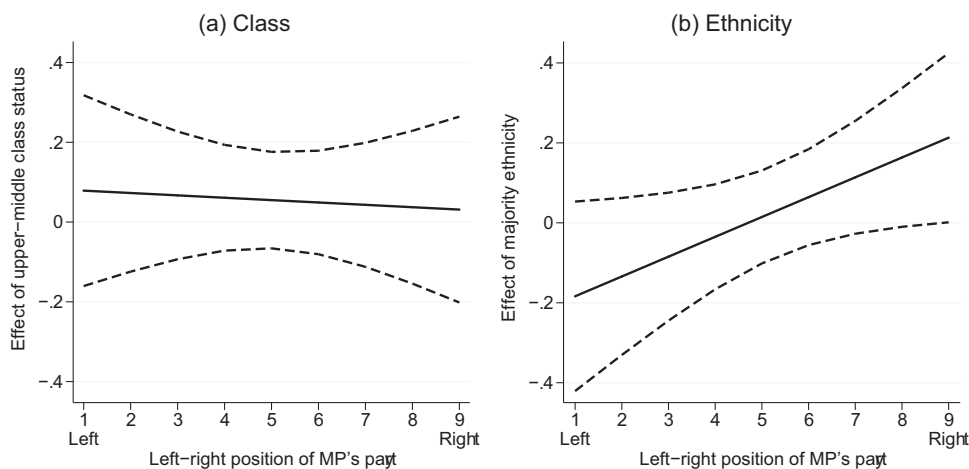 (a) Class
Effect of upper−middle class status
.4
.2
0
−.2
−.4
1 2 3 4 5 6 7 8 9
Left Right
(b) Ethnicity
Effect of majority ethnicity
.4
.2
0
−.2
−.4
1 2 3 4 5 6 7 8 9
Left Right
Left−right position of MP's party
Left−right position of MP's party